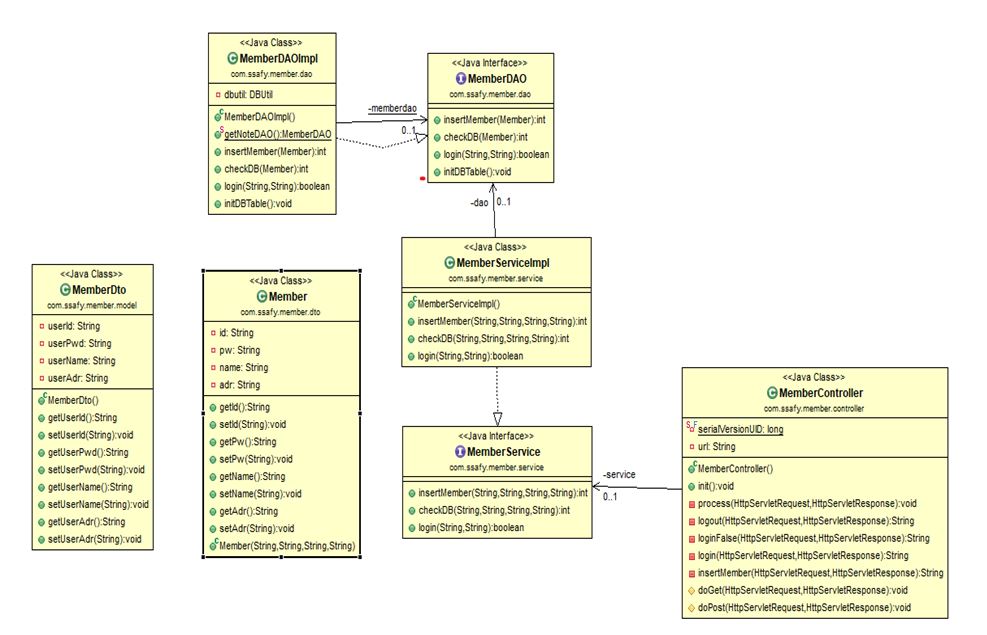 <<Java Class>>
MemberDAOImpl
com.ssafy.member.dao
dbutil: DBUtil
MemberDAOImpl()
getNoteDAO():MemberDAO
insertMember(Member):int
checkDB(Member):int
login(String,String):boolean
initDBTable():void
-memberdao
0..1
<<Java Interface>>
MemberDAO
com.ssafy.member.dao
insertMember(Member):int
checkDB(Member):int
login(String,String):boolean
initDBTable():void
-dao
0..1
<<Java Class>>
MemberServiceImpl
com.ssafy.member.service
MemberServiceImpl()
insertMember(String,String,String,String):int
checkDB(String,String,String,String):int
login(String,String):boolean
<<Java Class>>
MemberDto
com.ssafy.member.model
userId: String
userPwd: String
userName: String
userAdr: String
MemberDto()
getUserId():String
setUserId(String):void
getUserPwd():String
setUserPwd(String):void
getUserName():String
setUserName(String):void
getUserAdr():String
setUserAdr(String):void
<<Java Class>>
Member
com.ssafy.member.dto
id: String
pw: String
name: String
adr: String
getId():String
setId(String):void
getPw():String
setPw(String):void
getName():String
setName(String):void
getAdr():String
setAdr(String):void
Member(String,String,String,String)
<<Java Interface>>
MemberService
com.ssafy.member.service
insertMember(String,String,String,String):int
checkDB(String,String,String,String):int
login(String,String):boolean
-service
0..1
<<Java Class>>
MemberController
com.ssafy.member.controller
serialVersionUID: long
url: String
MemberController()
init():void
process(HttpServletRequest,HttpServletResponse):void
logout(HttpServletRequest,HttpServletResponse):String
loginFalse(HttpServletRequest,HttpServletResponse):String
login(HttpServletRequest,HttpServletResponse):String
insertMember(HttpServletRequest,HttpServletResponse):String
doGet(HttpServletRequest,HttpServletResponse):void
doPost(HttpServletRequest,HttpServletResponse):void